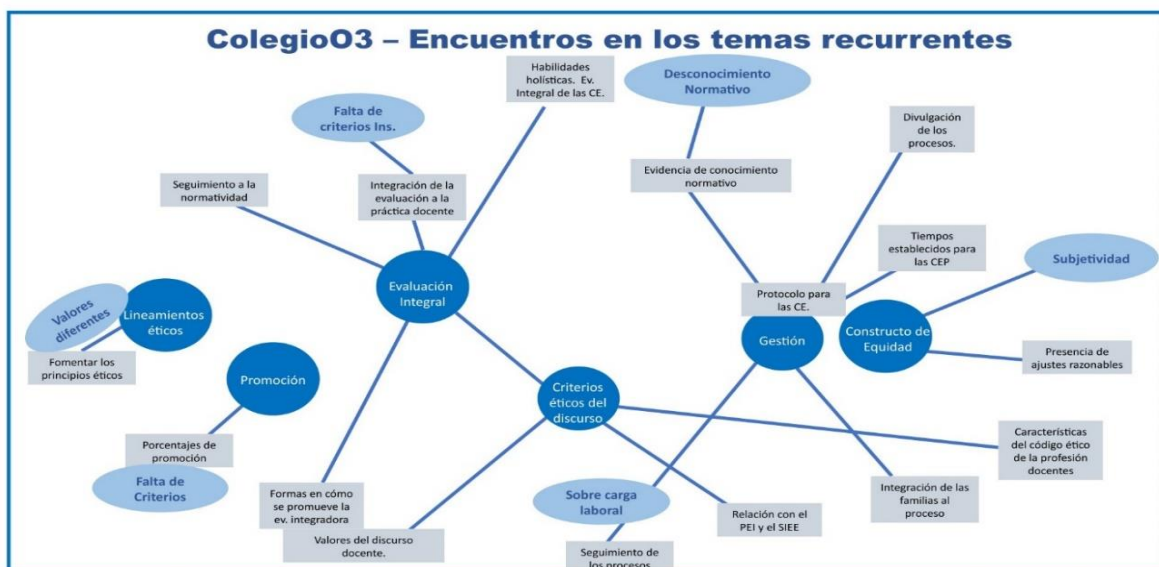 ColegioO3 – Encuentros en los temas recurrentes
Habilidades
holísticas. Ev.
Integral de las CE.
Desconocimiento
Normativo
Falta de
criterios Ins.
Divulgación
de los
procesos.
Seguimiento a la
normatividad
Integración de la
evaluación a la
práctica docente
Evidencia de conocimiento
normativo
Tiempos
establecidos para
las CEP
Subjetividad
Evaluación
Integral
Protocolo para
las CE.
Valores
diferentes
Lineamientos
éticos
Gestión
Constructo de
Equidad
Fomentar los
principios éticos
Presencia de
ajustes razonables
Promoción
Criterios
éticos del
discurso
Porcentajes de
promoción
Características
del código ético
de la profesión
docentes
Falta de
Criterios
Formas en cómo
se promueve la
ev. integradora
Sobre carga
laboral
Integración de las
familias al
proceso
Relación con el
PEI y el SIEE
Valores del discurso
docente.
Seguimiento de
los procesos